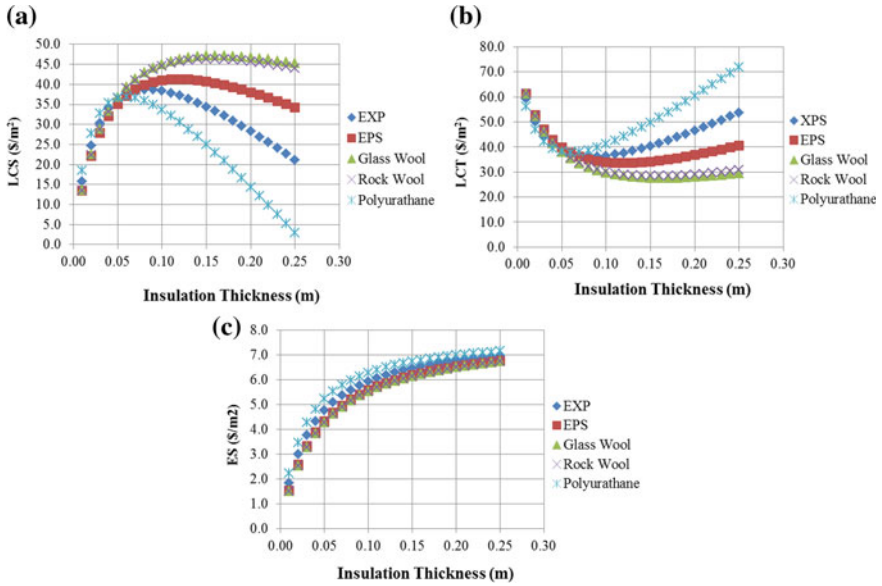 (a)
50.0
45.0
40.0
35.0
30.0
25.0
20.0
15.0
10.0
5.0
0.0
LCS ($/m²)
0.00 0.05 0.10 0.15 0.20 0.25 0.30
Insulation Thickness (m)
EXP
EPS
Glass Wool
Rock Wool
Polyurathane
(b)
80.0
70.0
60.0
50.0
40.0
30.0
20.0
10.0
0.0
LCT ($/m²)
0.00 0.05 0.10 0.15 0.20 0.25 0.30
Insulation Thickness (m)
XPS
EPS
Glass Wool
Rock Wool
Polyurathane
(c)
8.0
7.0
6.0
5.0
4.0
3.0
2.0
1.0
0.0
ES ($/m2)
0.00 0.05 0.10 0.15 0.20 0.25 0.30
Insulation Thickness (m)
EXP
EPS
Glass Wool
Rock Wool
Polyurathane